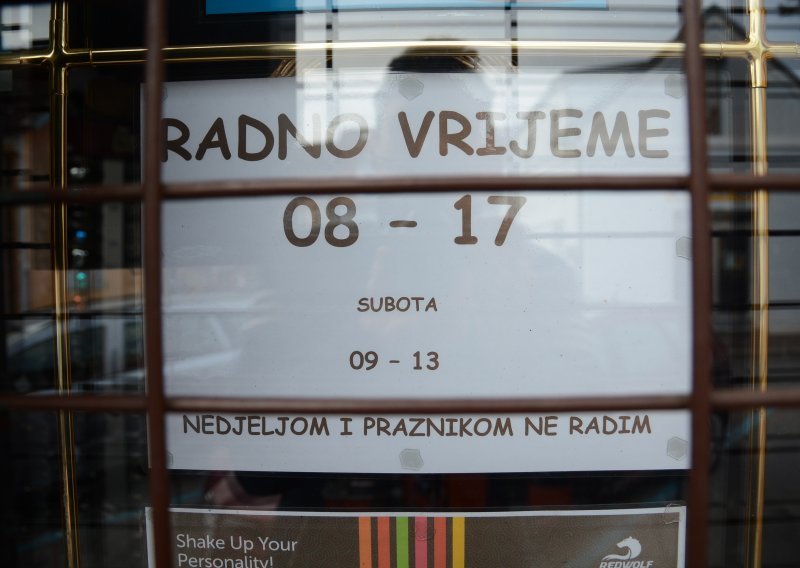 RADNO VRIJEME
08 - 17
SUBOTA
09 - 13
NEDJELJOM I PRAZNIKOM NE RADIM
Shake Up Your
Personality!
REDWOLF